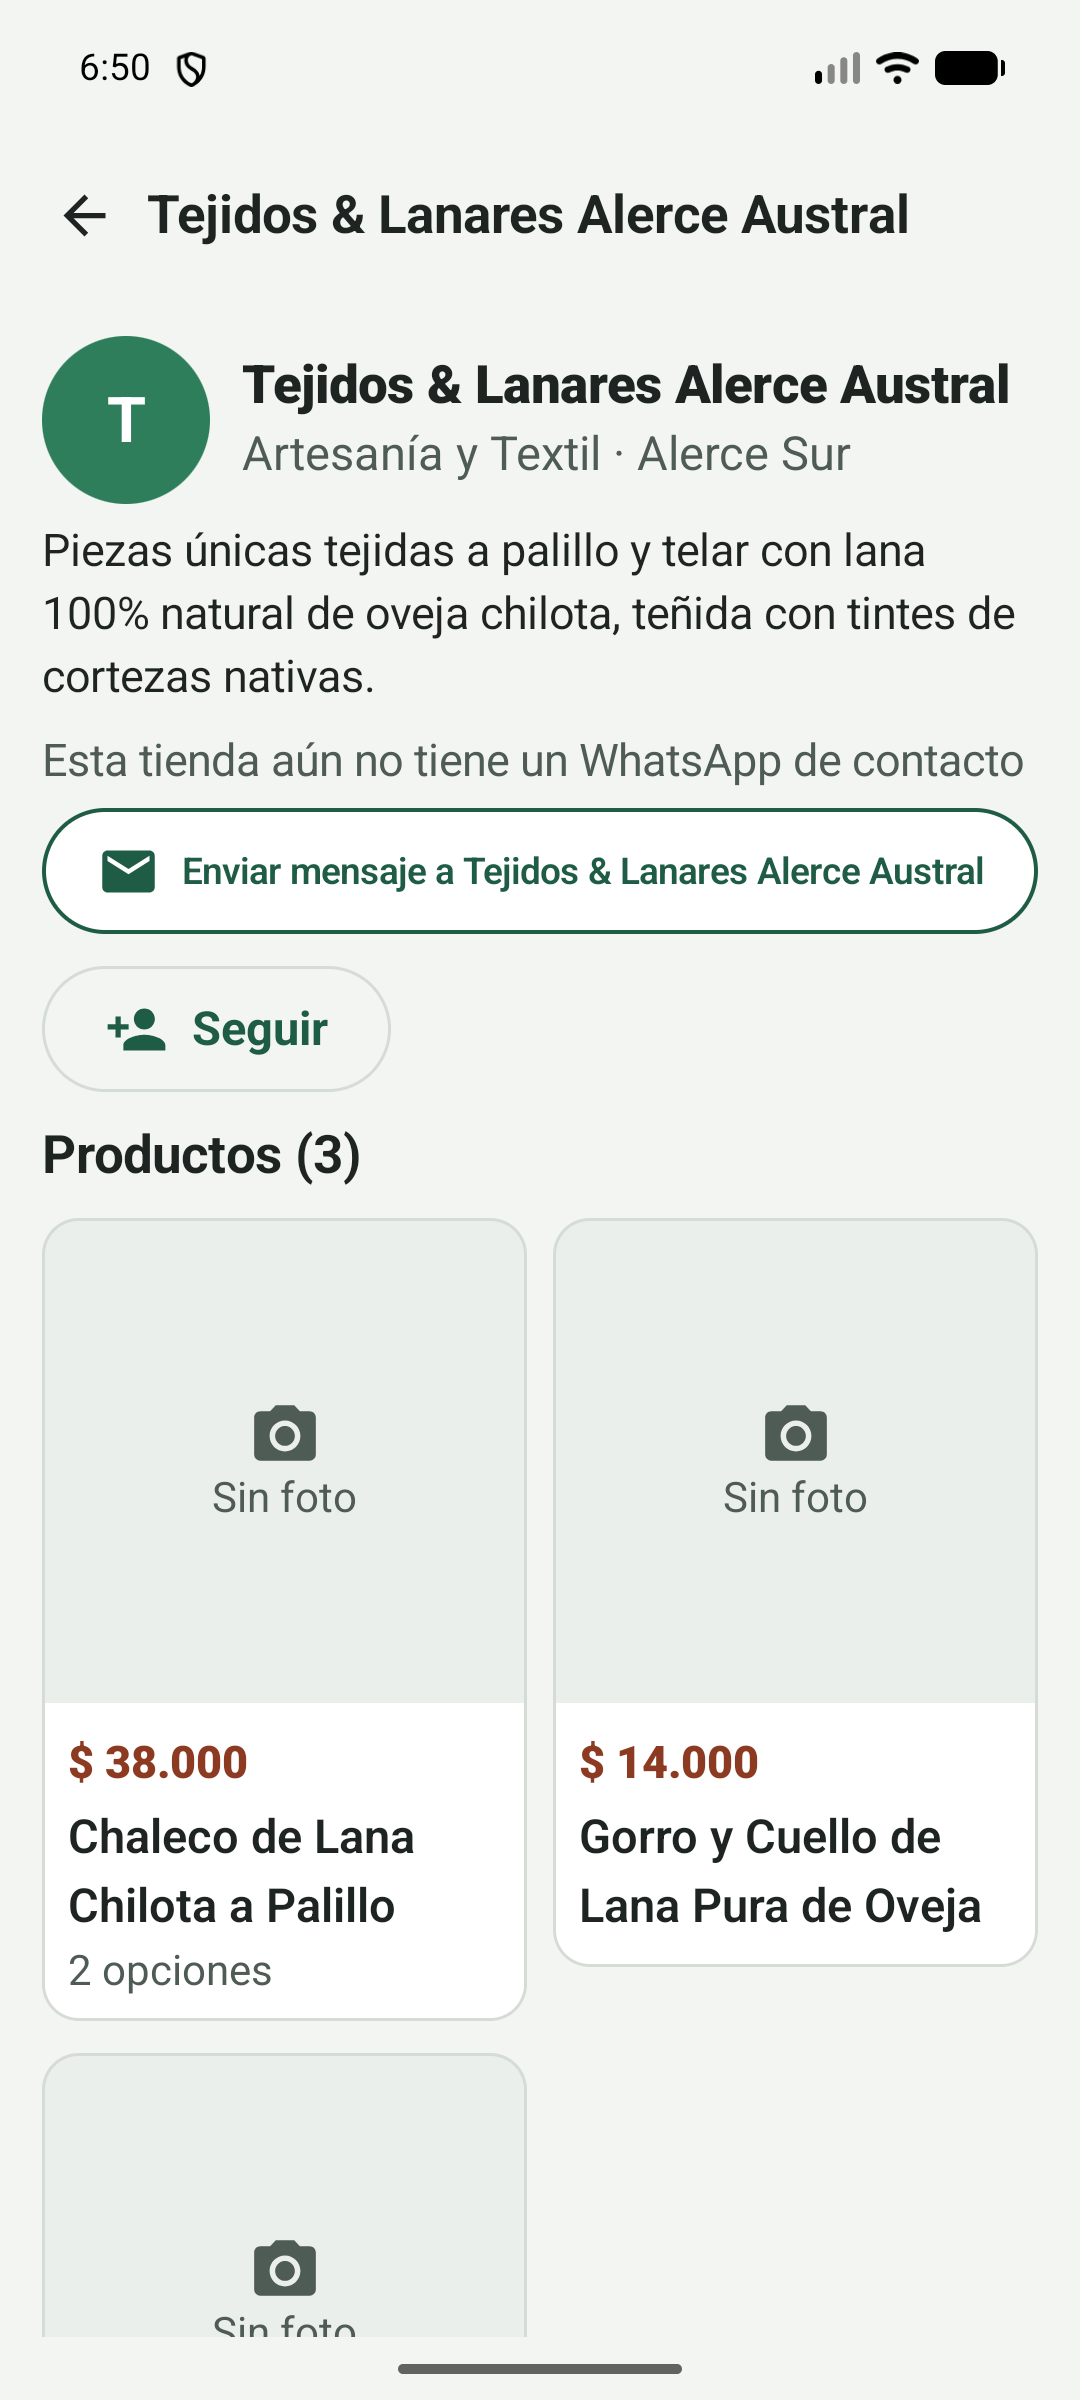 6:50
Tejidos & Lanares Alerce Austral
T
Tejidos & Lanares Alerce Austral
Artesanía y Textil · Alerce Sur
Piezas únicas tejidas a palillo y telar con lana
100% natural de oveja chilota, teñida con tintes de
cortezas nativas.
Esta tienda aún no tiene un WhatsApp de contacto
Enviar mensaje a Tejidos & Lanares Alerce Austral
Seguir
Productos (3)
Sin foto
Sin foto
$ 38.000
Chaleco de Lana
Chilota a Palillo
2 opciones
$ 14.000
Gorro y Cuello de
Lana Pura de Oveja
Sin foto